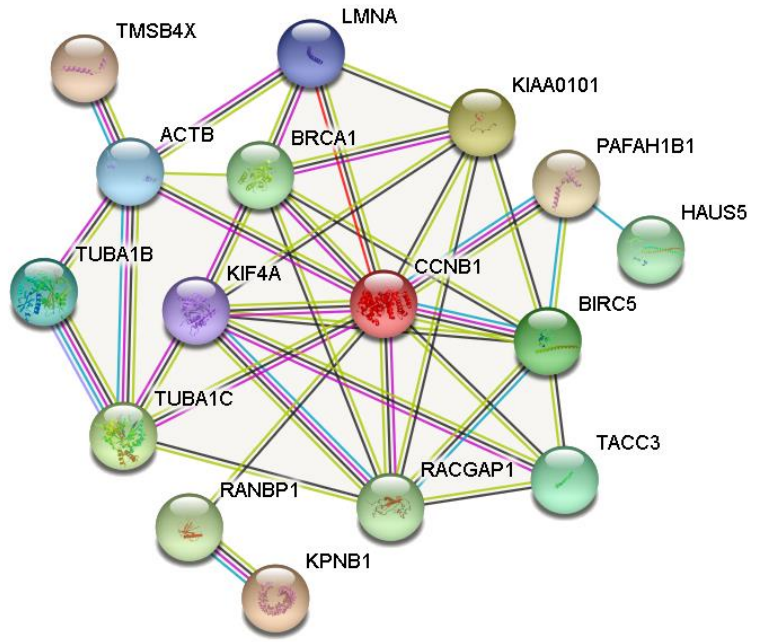 LMNA
TMSB4X
KIAA0101
ACTB
BRCA1
PAFAH1B1
HAUS5
TUBA1B
KIF4A
CCNB1
BIRC5
TUBA1C
TACC3
RACGAP1
RANBP1
KPNB1